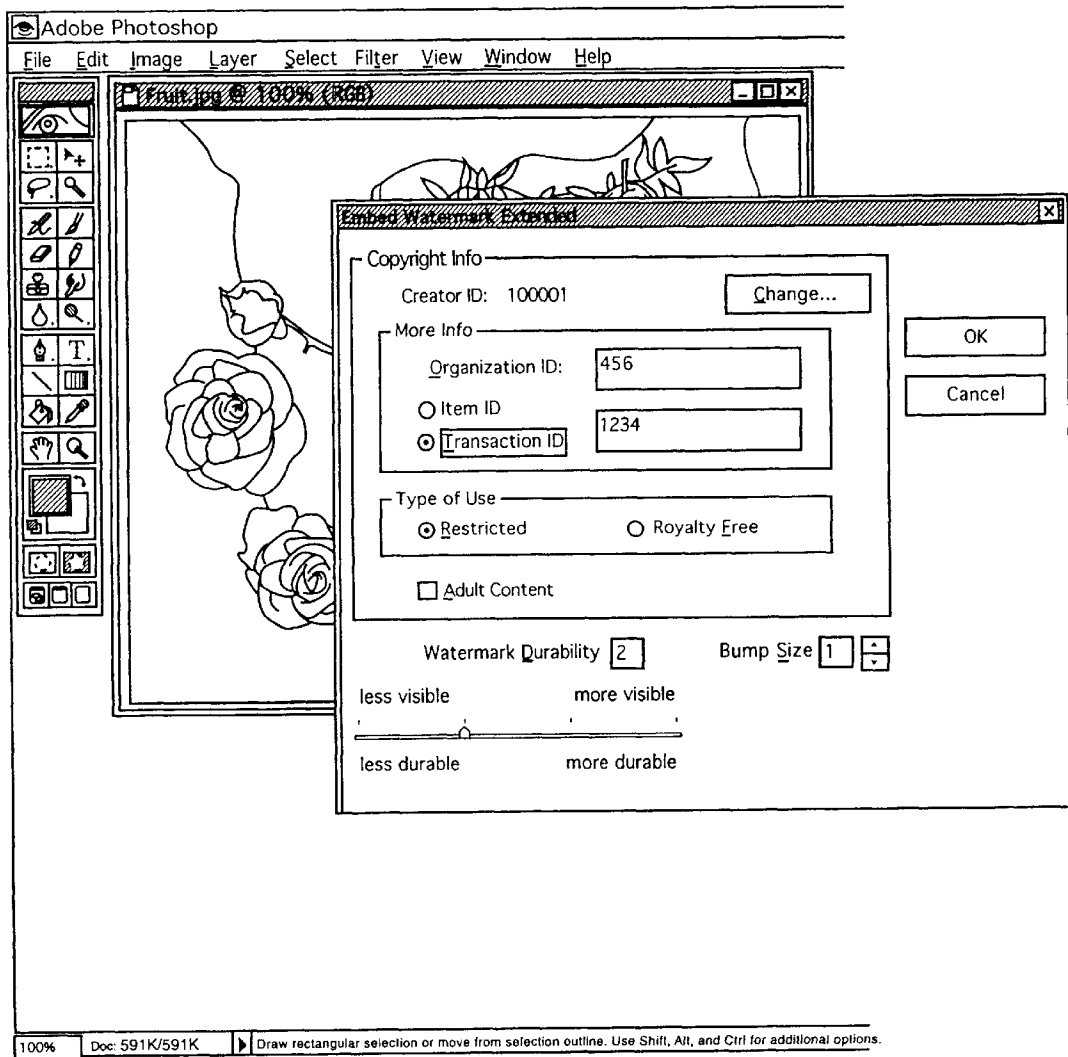 Adobe Photoshop
File Edit Image Layer Select Filter View Window Help
Fruit.jpg @ 100% (RGB)
Embed Watermark Extended
Copyright Info
Creator ID: 100001
Change...
More Info
Organization ID: 456
Item ID
Transaction ID 1234
OK
Cancel
Type of Use
Restricted Royalty Free
Adult Content
Watermark Durability 2 Bump Size 1
less visible more visible
less durable more durable
T
100% Doc: 591K/591K Draw rectangular selection or move from selection outline. Use Shift, Alt, and Ctrl for additional options.